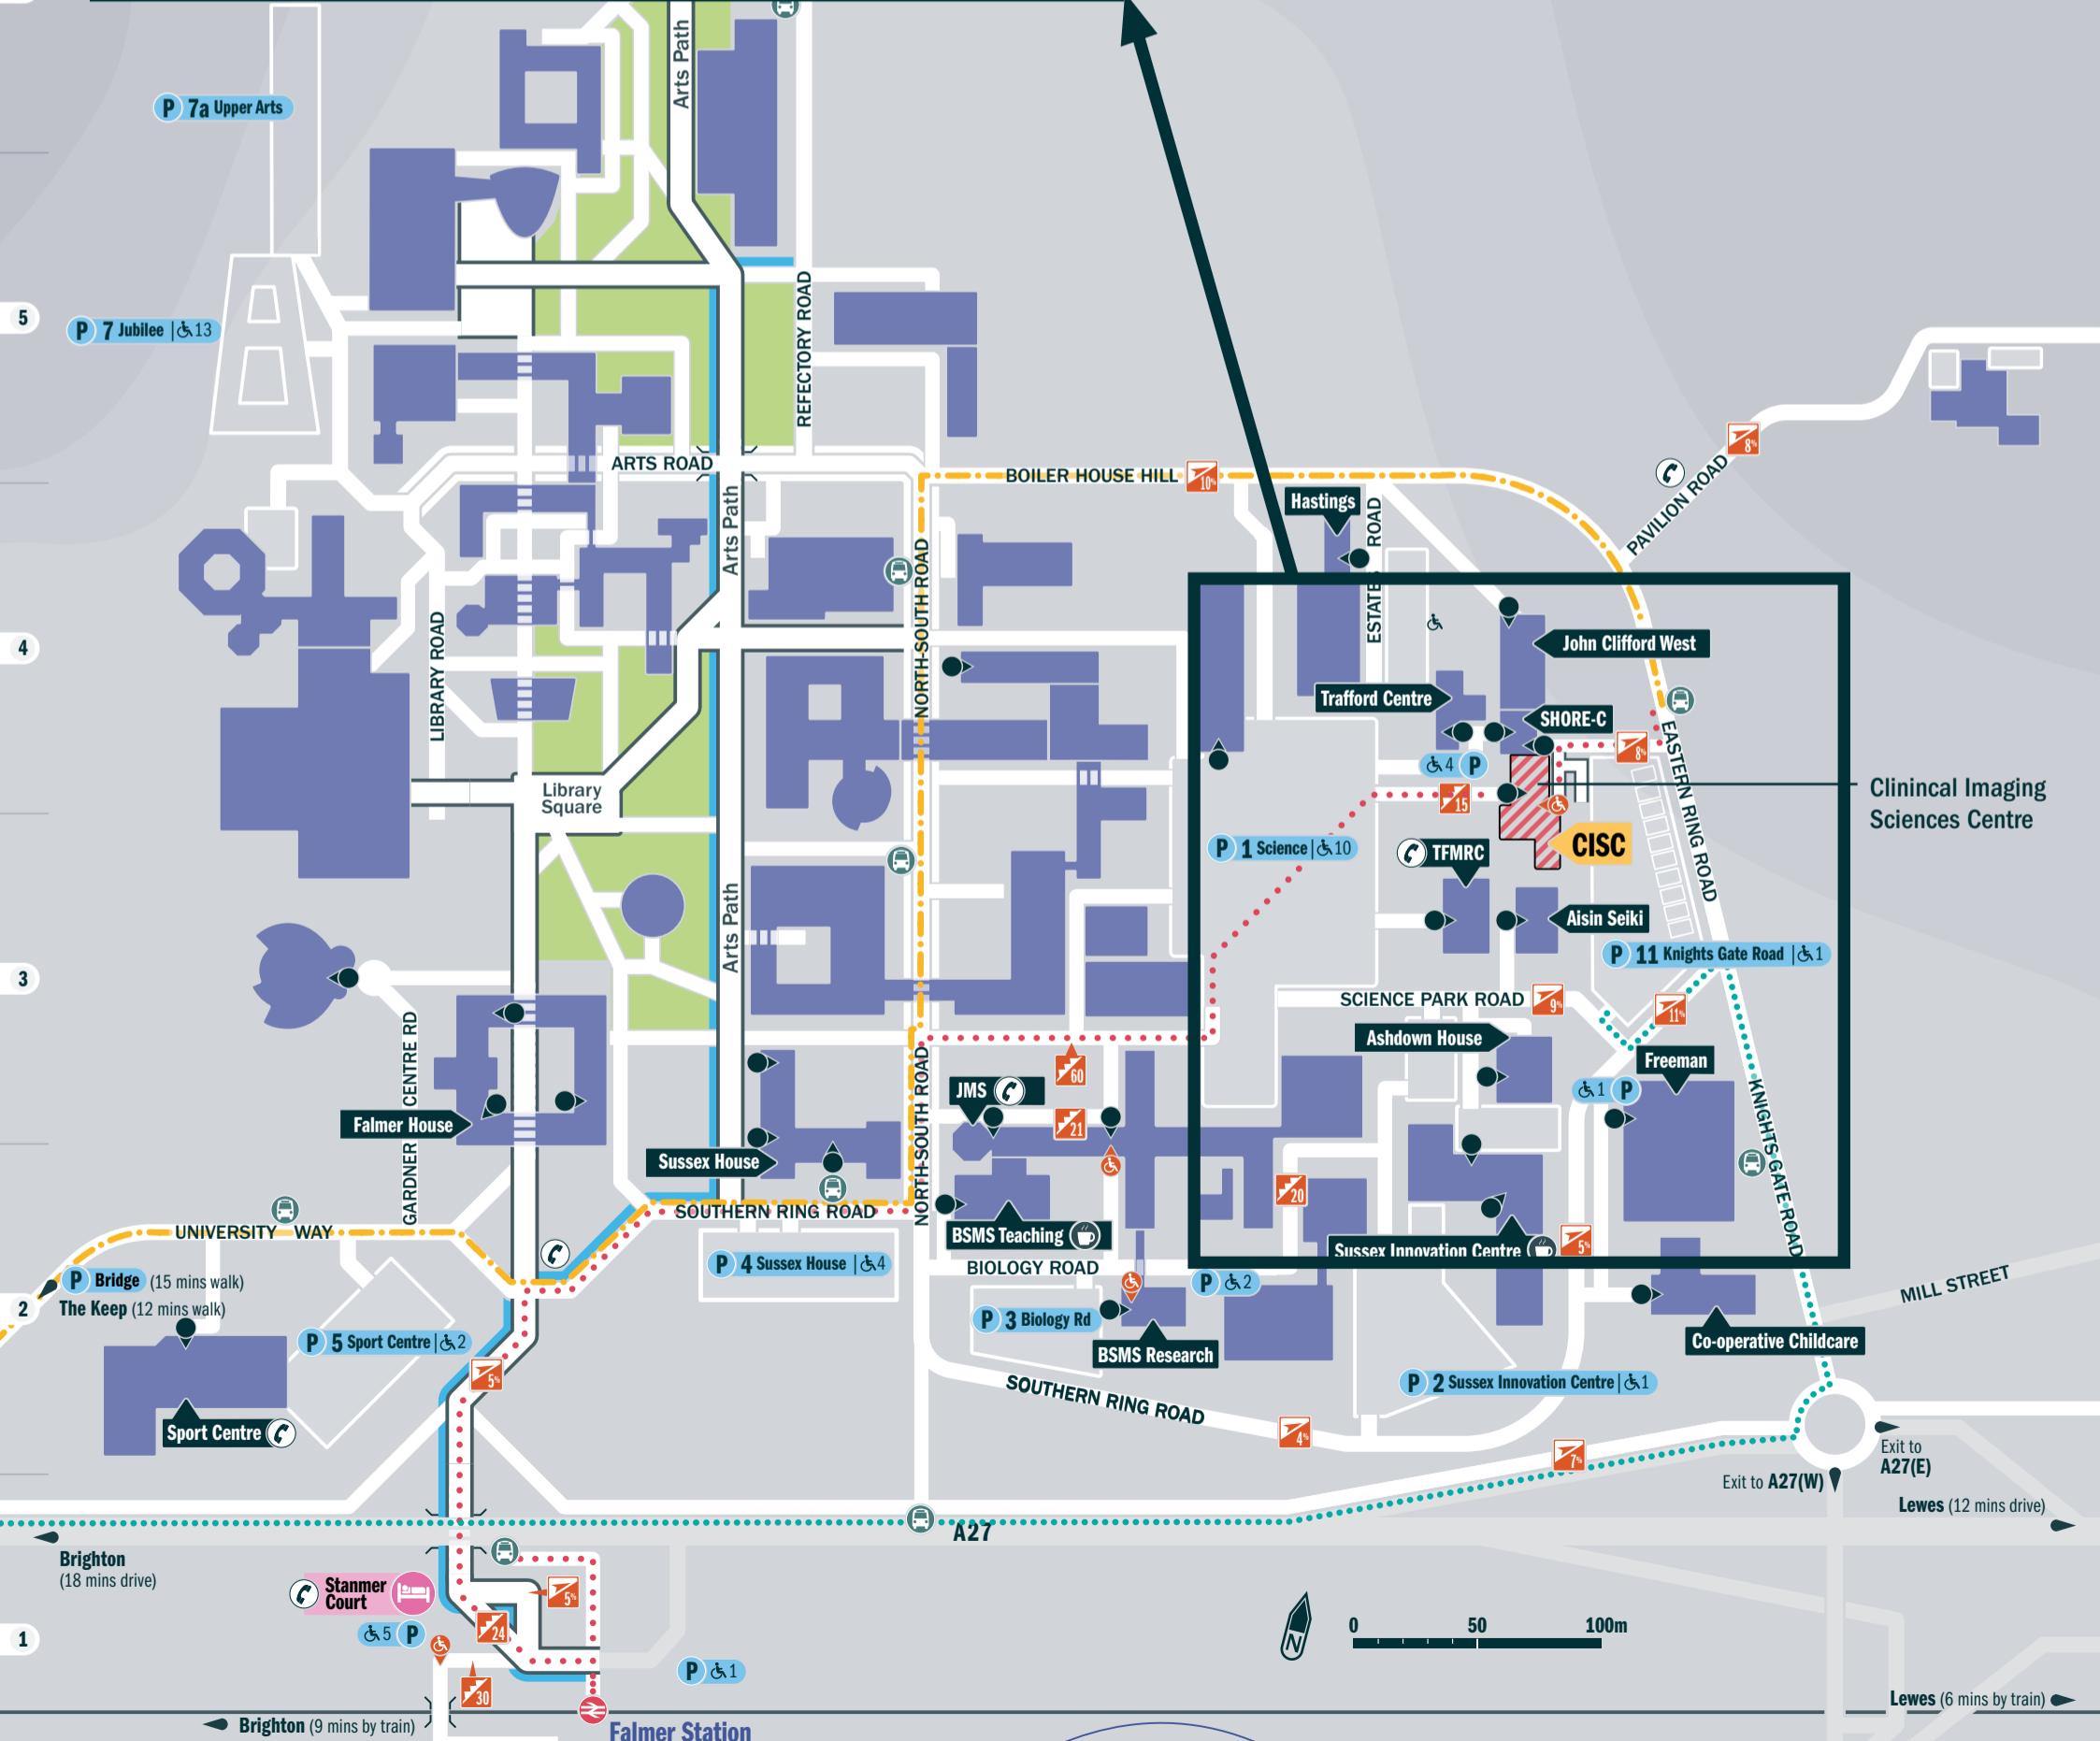 Arts Path
P 7a Upper Arts
5
P 7 Jubilee | 13
REFECTORY ROAD
ARTS ROAD
BOILER HOUSE HILL
10%
8%
PAVILION ROAD
Hastings
ESTATES ROAD
Arts Path
NORTH-SOUTH ROAD
4
LIBRARY ROAD
John Clifford West
Trafford Centre
SHORE-C
8%
EASTERN RING ROAD
4 P
15
Library
Square
Clinincal Imaging
Sciences Centre
P 1 Science | 10
TFMRC
CISC
Arts Path
Aisin Seiki
P 11 Knights Gate Road | 1
3
SCIENCE PARK ROAD
9%
11%
Ashdown House
Freeman
GARDNER CENTRE RD
NORTH-SOUTH ROAD
60
JMS
21
1 P
KNIGHTS GATE ROAD
Falmer House
Sussex House
20
SOUTHERN RING ROAD
UNIVERSITY WAY
BSMS Teaching
Sussex Innovation Centre
5%
P 4 Sussex House | 4
BIOLOGY ROAD
P 2
P Bridge (15 mins walk)
The Keep (12 mins walk)
2
P 3 Biology Rd
MILL STREET
P 5 Sport Centre | 2
BSMS Research
Co-operative Childcare
5%
P 2 Sussex Innovation Centre | 1
SOUTHERN RING ROAD
Sport Centre
4%
7%
Exit to
A27(E)
Exit to A27(W)
Lewes (12 mins drive)
A27
Brighton
(18 mins drive)
Stanmer
Court
5%
24
5 P
1
0 50 100m
N
P 1
30
Lewes (6 mins by train)
Brighton (9 mins by train)
Falmer Station